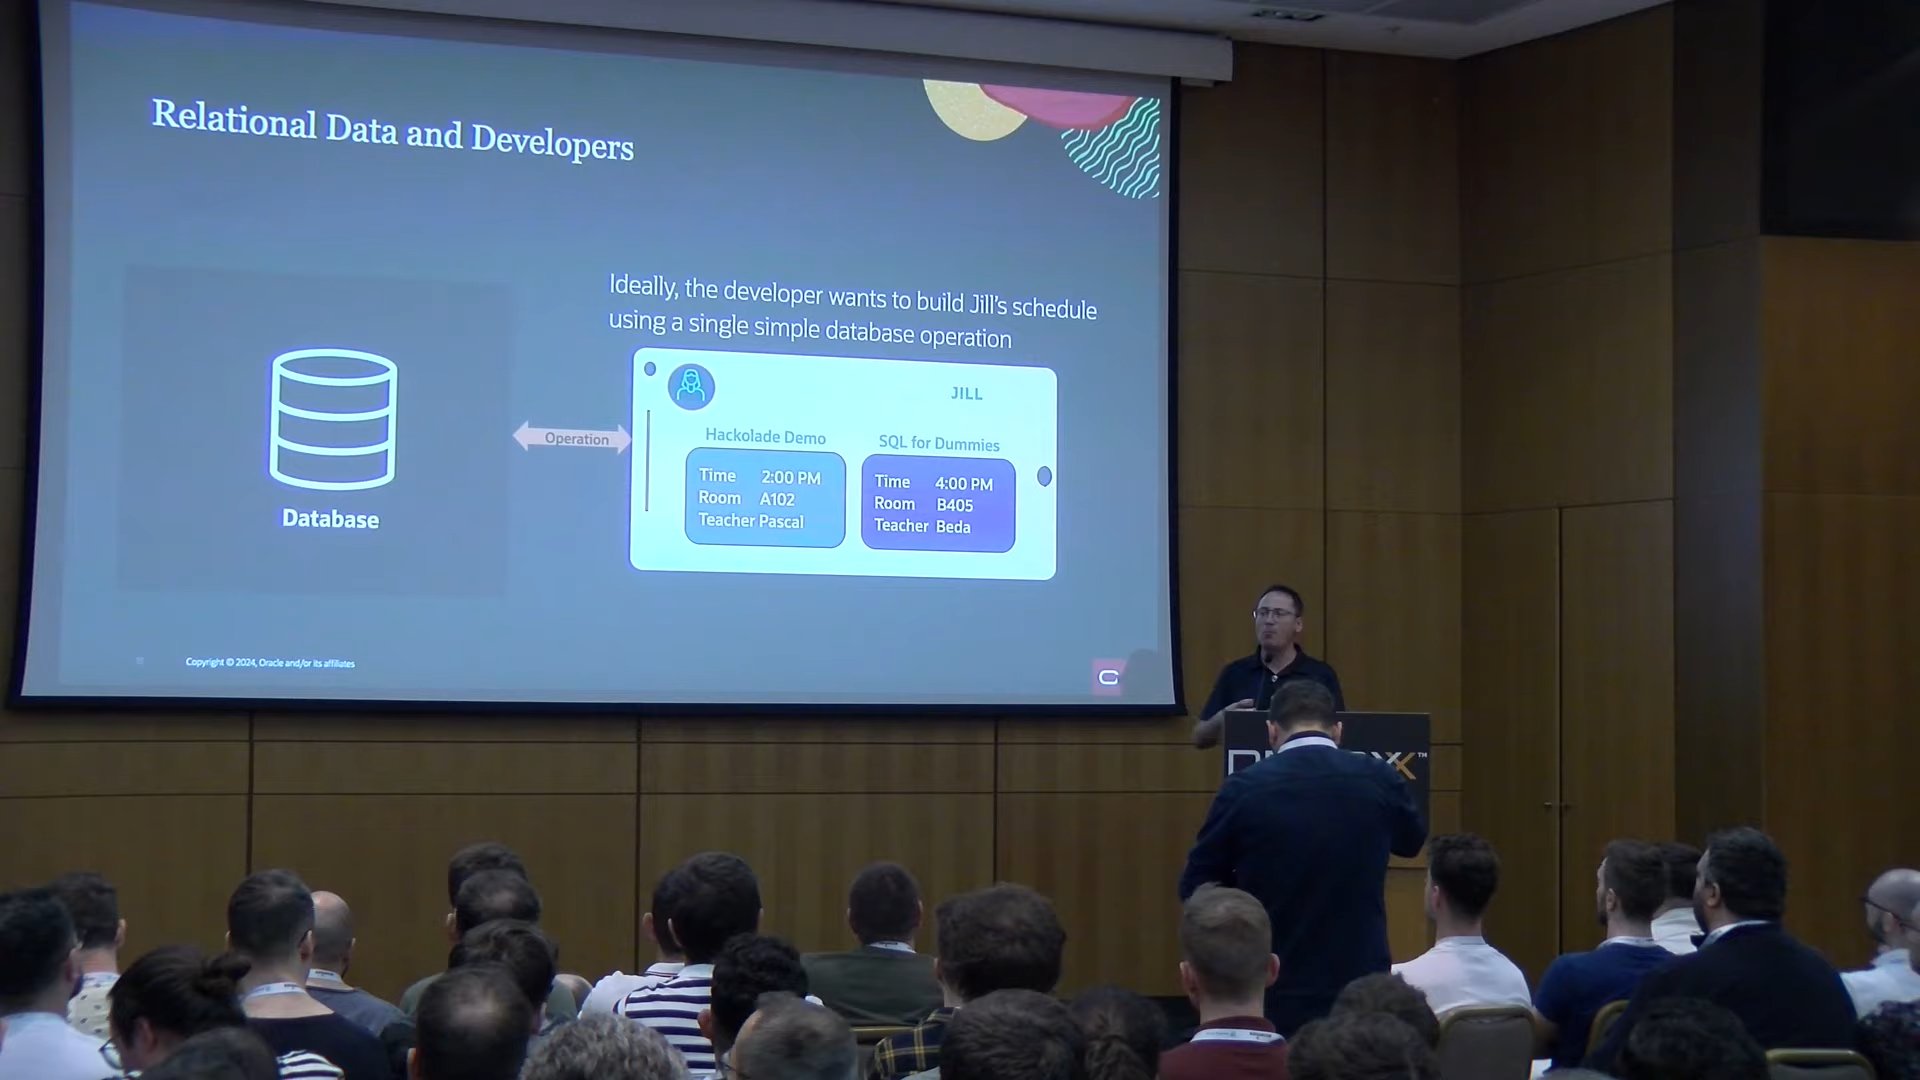 Relational Data and Developers
Ideally, the developer wants to build Jill's schedule
using a single simple database operation
JILL
Operation
Hackolade Demo
Time 2:00 PM
Room A102
Teacher Pascal
SQL for Dummies
Time 4:00 PM
Room B405
Teacher Beda
Database
Copyright © 2024, Oracle and/or its affiliates